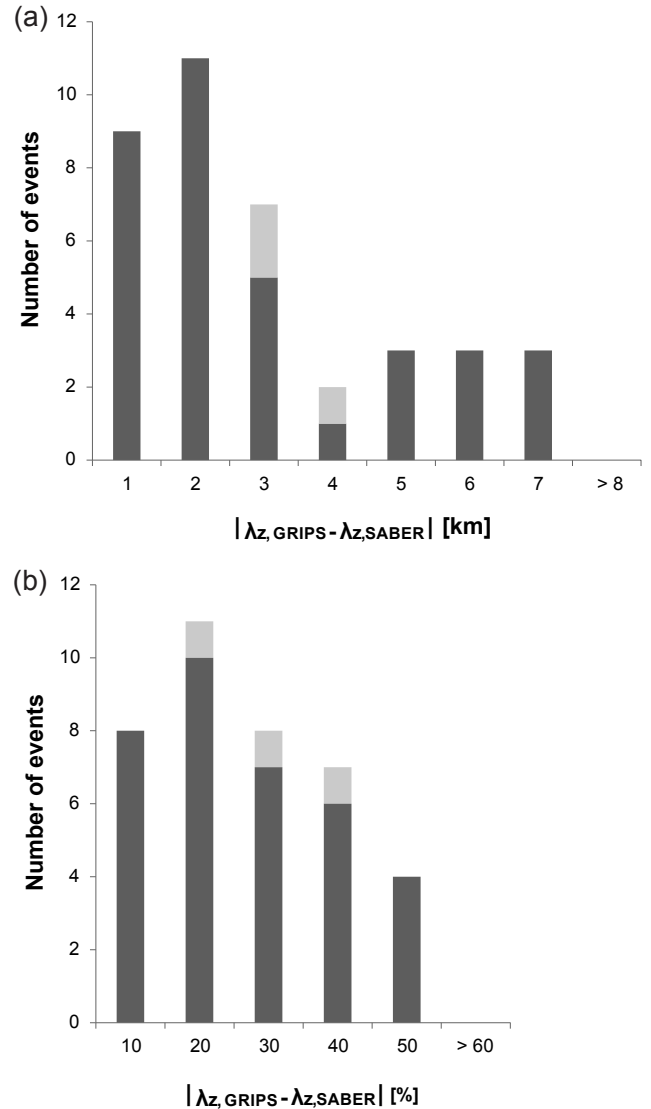 (a)
12
10
8
6
4
2
0
Number of events
1 2 3 4 5 6 7 > 8
|λz, GRIPS - λz,SABER| [km]
(b)
12
10
8
6
4
2
0
Number of events
10 20 30 40 50 > 60
|λz, GRIPS - λz,SABER| [%]